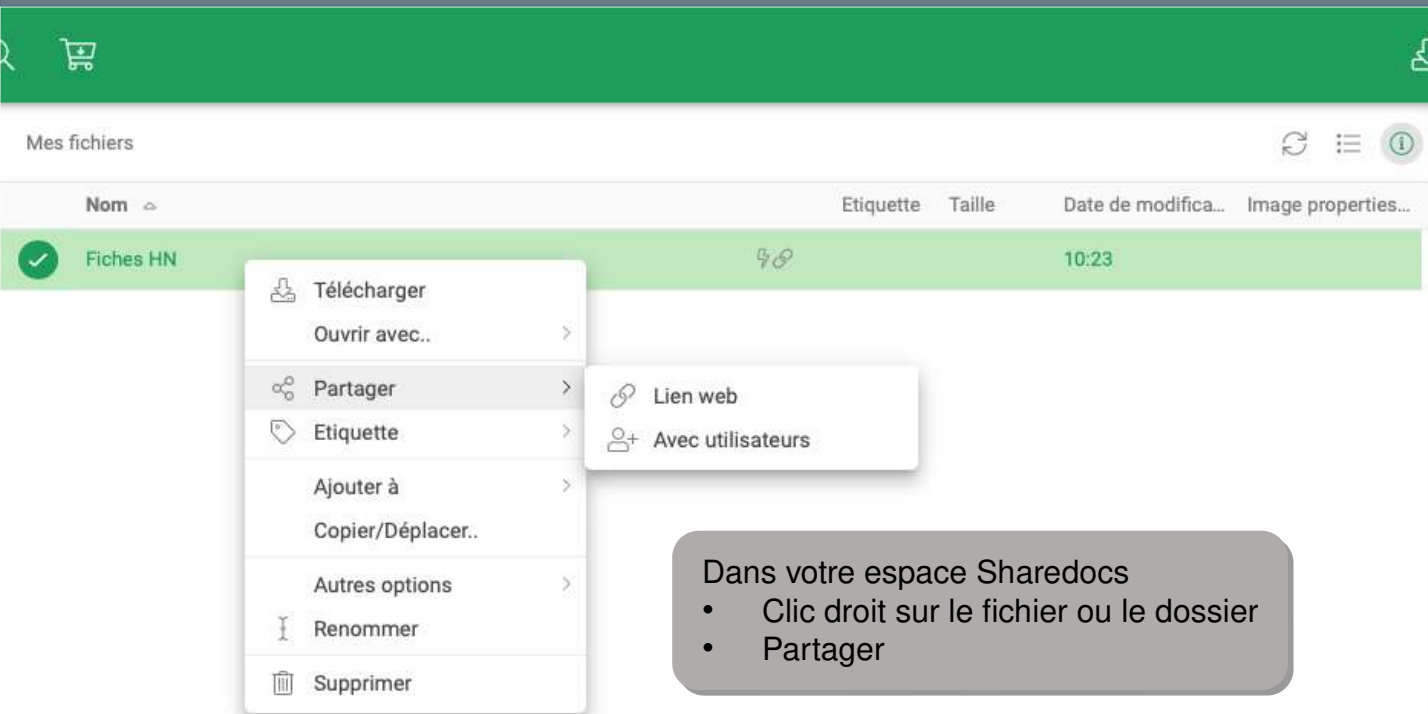 Mes fichiers
Nom Etiquette Taille Date de modifica... Image properties...
Fiches HN 10:23
Télécharger
Ouvrir avec..
Partager
Lien web
Etiquette
Avec utilisateurs
Ajouter à
Copier/Déplacer..
Autres options
Renommer
Supprimer
Dans votre espace Sharedocs
• Clic droit sur le fichier ou le dossier
• Partager